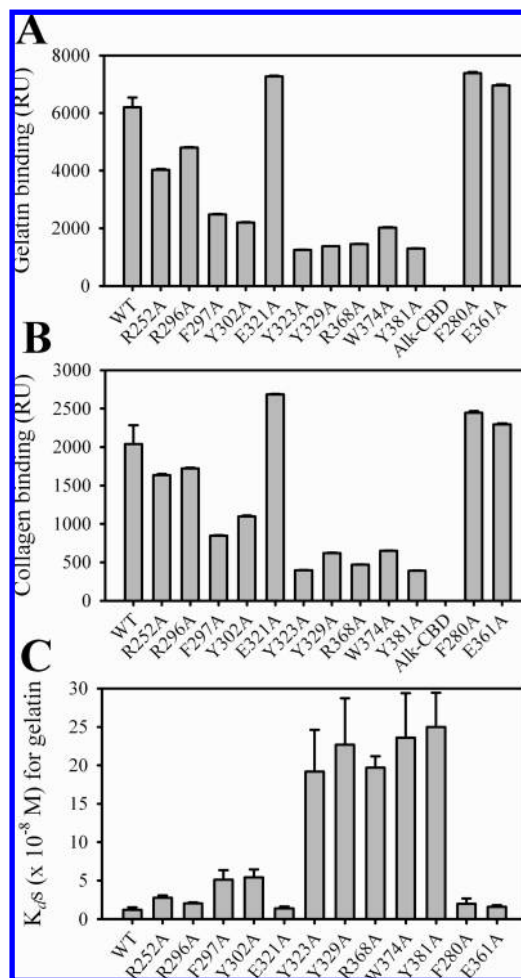 A
Gelatin binding (RU)
8000
6000
4000
2000
0
WT
R252A
R296A
F297A
Y302A
E321A
Y323A
Y329A
R368A
W374A
Y381A
Alk-CBD
F280A
E361A
B
Collagen binding (RU)
3000
2500
2000
1500
1000
500
0
WT
R252A
R296A
F297A
Y302A
E321A
Y323A
Y329A
R368A
W374A
Y381A
Alk-CBD
F280A
E361A
C
Kds (x 10⁻⁸ M) for gelatin
30
25
20
15
10
5
0
WT
R252A
R296A
F297A
Y302A
E321A
Y323A
Y329A
R368A
W374A
Y381A
F280A
E361A